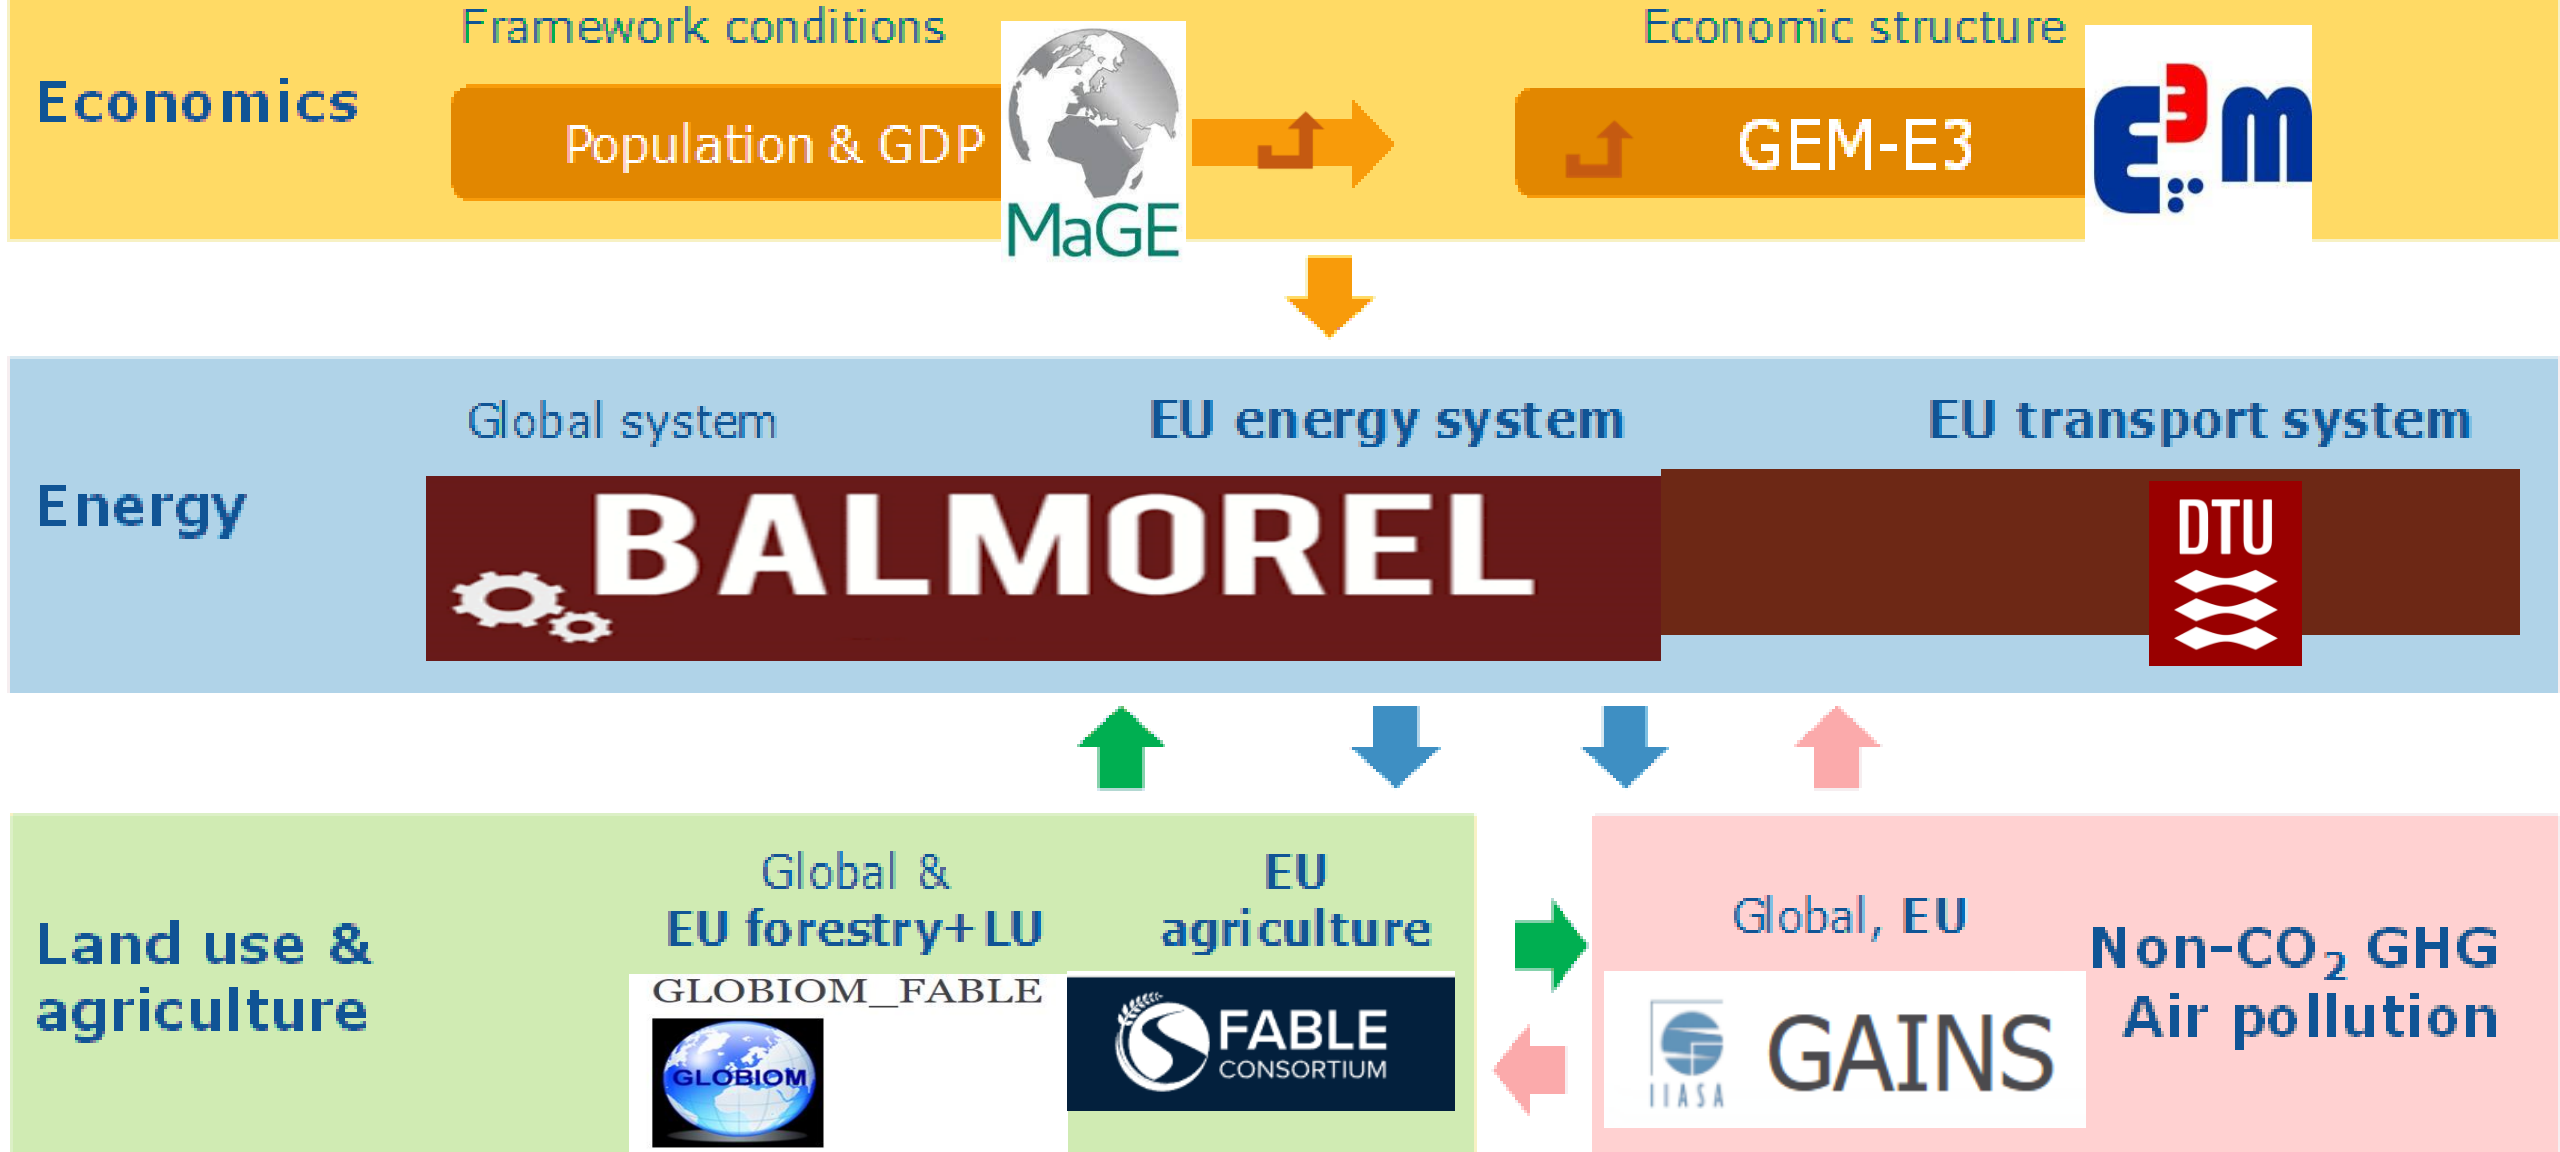 Framework conditions
Economic structure
Economics
Population & GDP
MaGE
GEM-E3
E3m
Global system
EU energy system
EU transport system
Energy
BALMOREL
DTU
Global &
EU forestry+LU
EU
agriculture
Land use &
agriculture
GLOBIOM_FABLE
GLOBIOM
FABLE
CONSORTIUM
Global, EU
IIASA
GAINS
Non-CO2 GHG
Air pollution